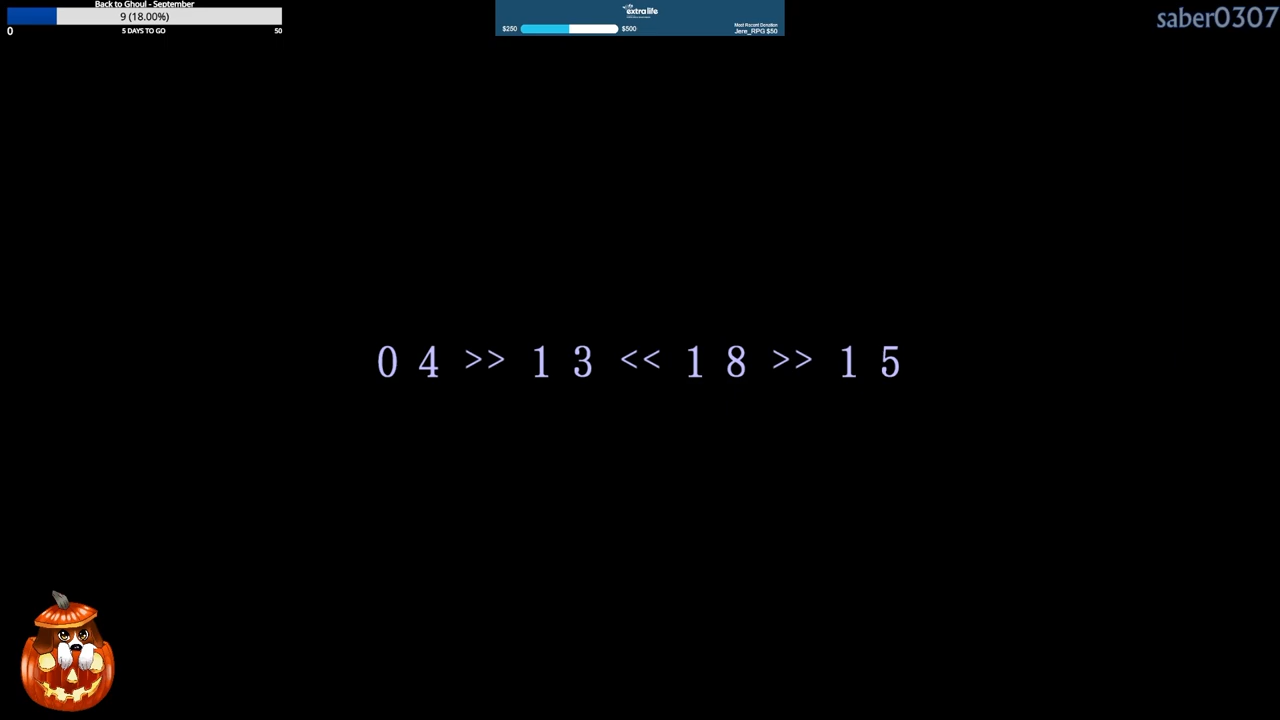 Back to Ghoul - September
9 (18.00%)
0 5 DAYS TO GO 50
extra life
$250 $500
Most Recent Donation
Jere_RPG $50
saber0307
0 4 >> 1 3 << 1 8 >> 1 5